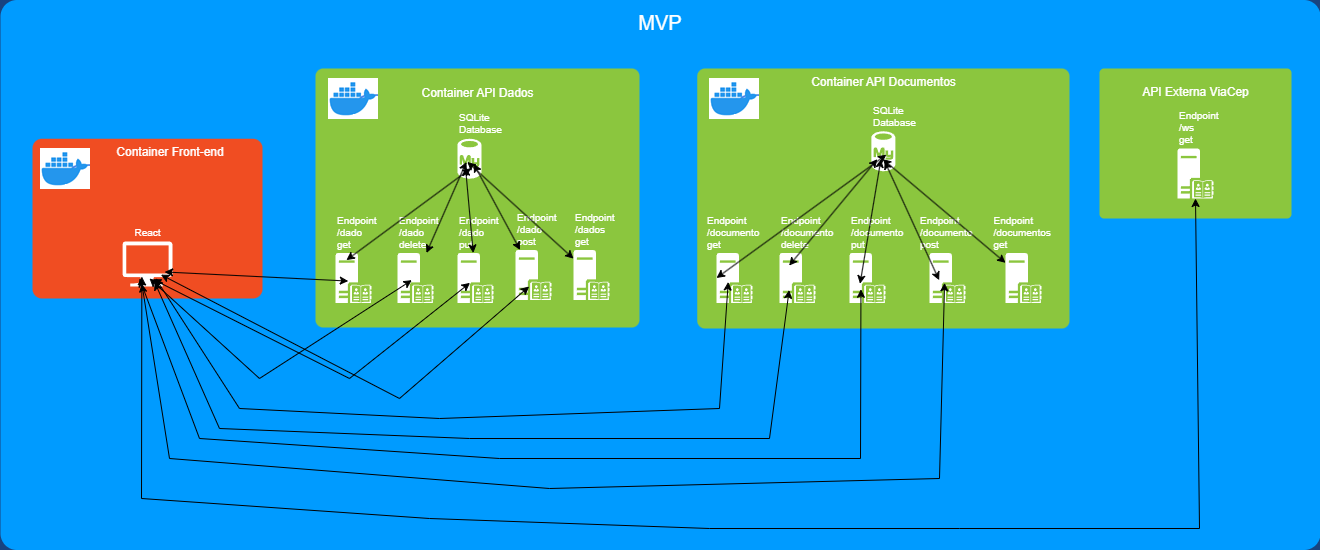 MVP
Container Front-end
React
Container API Dados
SQLite
Database
My
Endpoint
/dado
get
Endpoint
/dado
delete
Endpoint
/dado
put
Endpoint
/dado
post
Endpoint
/dados
get
Container API Documentos
SQLite
Database
My
Endpoint
/documento
get
Endpoint
/documento
delete
Endpoint
/documento
put
Endpoint
/documento
post
Endpoint
/documentos
get
API Externa ViaCep
Endpoint
/ws
get